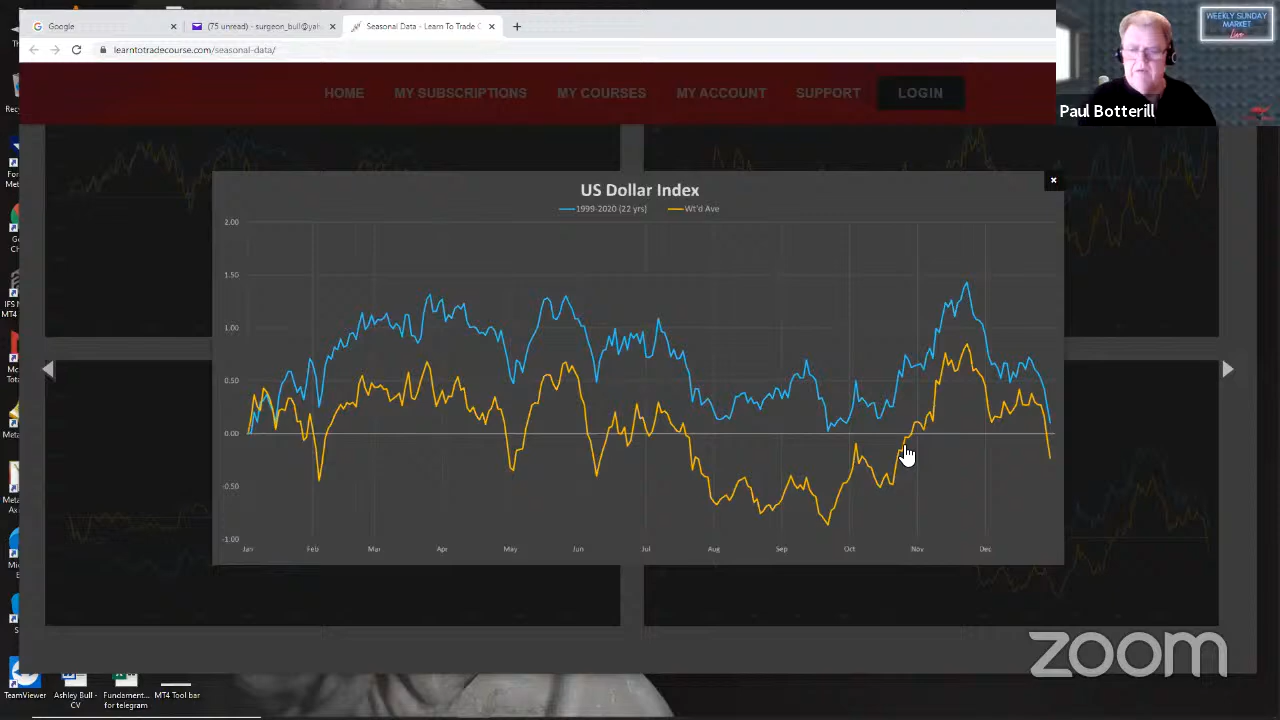 Google
(75 unread) - surgeon_bull@yah
Seasonal Data - Learn To Trade C
learntotradecourse.com/seasonal-data/
HOME MY SUBSCRIPTIONS MY COURSES MY ACCOUNT SUPPORT LOGIN
WEEKLY SUNDAY
MARKET
Live
Paul Botterill
US Dollar Index
1999-2020 (22 yrs) Wt'd Ave
2.00
1.50
1.00
0.50
0.00
-0.50
-1.00
Jan Feb Mar Apr May Jun Jul Aug Sep Oct Nov Dec
zoom
TeamViewer
Ashley Bull -
CV
Fundament...
for telegram
MT4 Tool bar